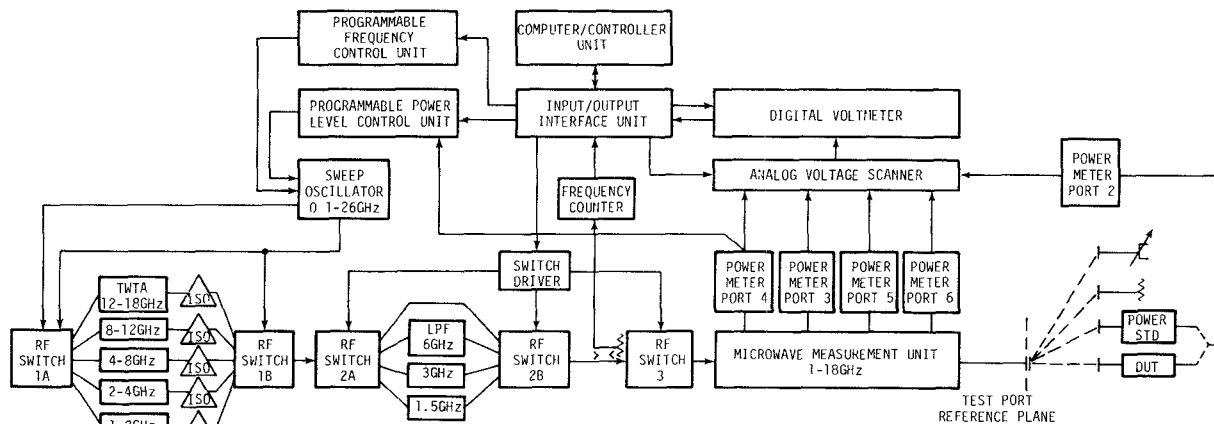 PROGRAMMABLE
FREQUENCY
CONTROL UNIT
COMPUTER/CONTROLLER
UNIT
PROGRAMMABLE POWER
LEVEL CONTROL UNIT
INPUT/OUTPUT
INTERFACE UNIT
DIGITAL VOLTMETER
SWEEP
OSCILLATOR
0 1-26GHz
FREQUENCY
COUNTER
ANALOG VOLTAGE SCANNER
POWER
METER
PORT 2
SWITCH
DRIVER
POWER
METER
PORT 4
POWER
METER
PORT 3
POWER
METER
PORT 5
POWER
METER
PORT 6
RF
SWITCH
1A
TWTA
12-18GHz
ISO
8-12GHz
ISO
4-8GHz
ISO
2-4GHz
ISO
RF
SWITCH
1B
RF
SWITCH
2A
LPF
6GHz
3GHz
1.5GHz
RF
SWITCH
2B
RF
SWITCH
3
MICROWAVE MEASUREMENT UNIT
1-18GHz
POWER
STD
DUT
TEST PORT
REFERENCE PLANE